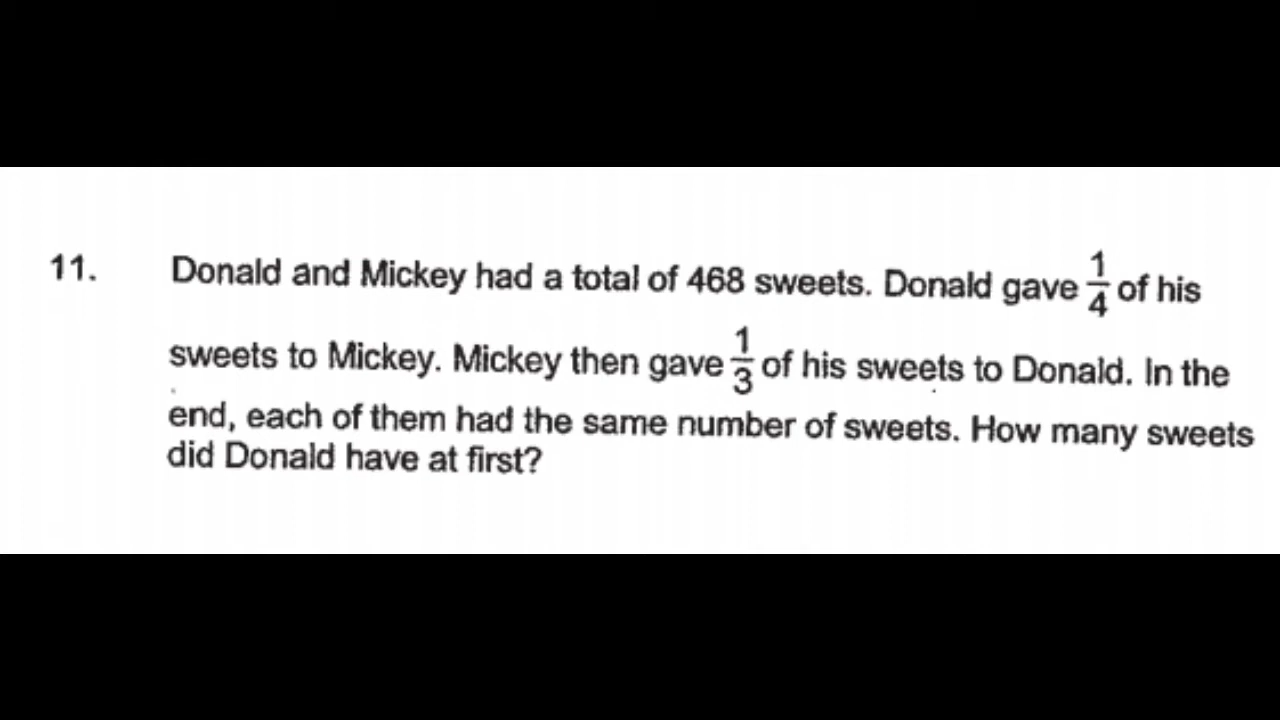 11. Donald and Mickey had a total of 468 sweets. Donald gave 1/4 of his
sweets to Mickey. Mickey then gave 1/3 of his sweets to Donald. In the
end, each of them had the same number of sweets. How many sweets
did Donald have at first?